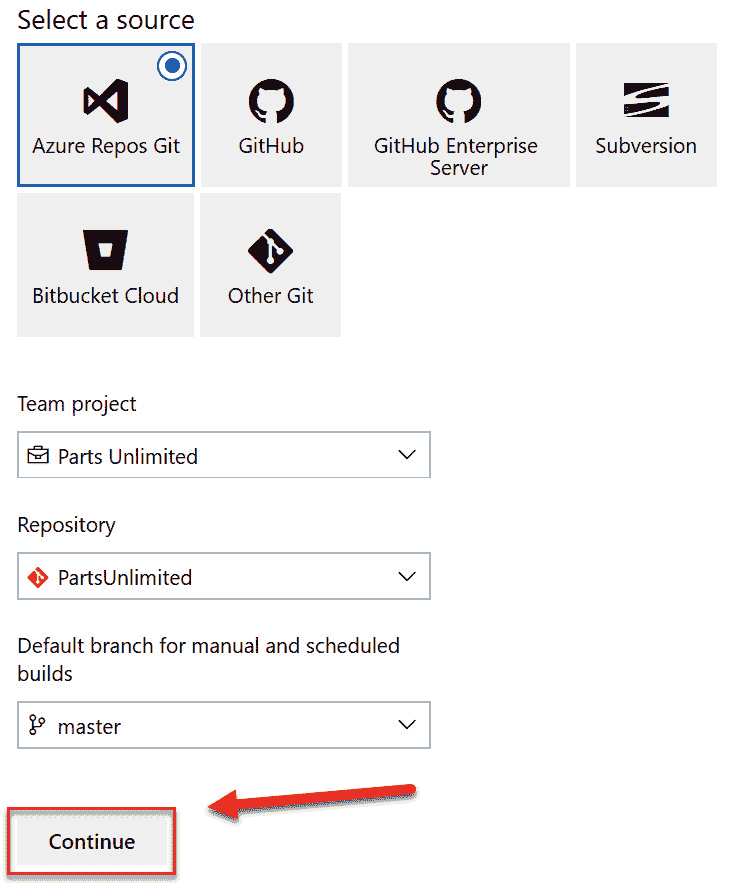 Select a source
Azure Repos Git
GitHub
GitHub Enterprise
Server
Subversion
Bitbucket Cloud
Other Git
Team project
Parts Unlimited
Repository
PartsUnlimited
Default branch for manual and scheduled
builds
master
Continue